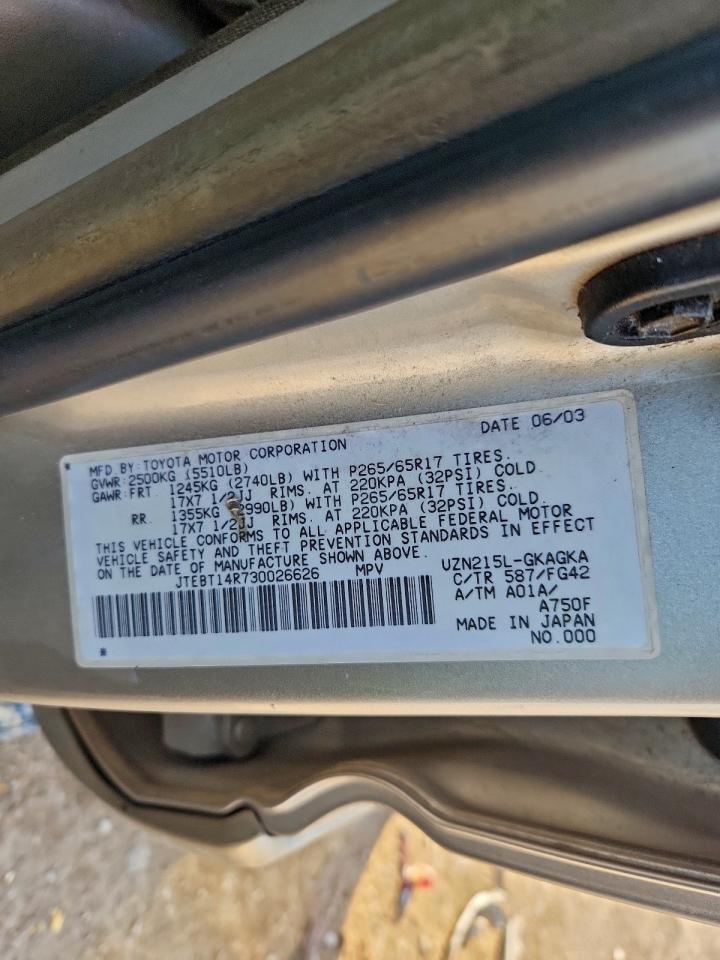 DATE 06/03
MFD BY: TOYOTA MOTOR CORPORATION
GVWR: 2500KG (5510LB)
GAWR: FRT. 1245KG (2740LB) WITH P265/65R17 TIRES.
17X7 1/2JJ RIMS. AT 220KPA (32PSI) COLD.
RR. 1355KG (2990LB) WITH P265/65R17 TIRES.
17X7 1/2JJ RIMS. AT 220KPA (32PSI) COLD.
THIS VEHICLE CONFORMS TO ALL APPLICABLE FEDERAL MOTOR
VEHICLE SAFETY AND THEFT PREVENTION STANDARDS IN EFFECT
ON THE DATE OF MANUFACTURE SHOWN ABOVE.
JTEBT14R730026626 MPV
UZN215L-GKAGKA
C/TR 587/FG42
A/TM A01A/
A750F
MADE IN JAPAN
NO.000